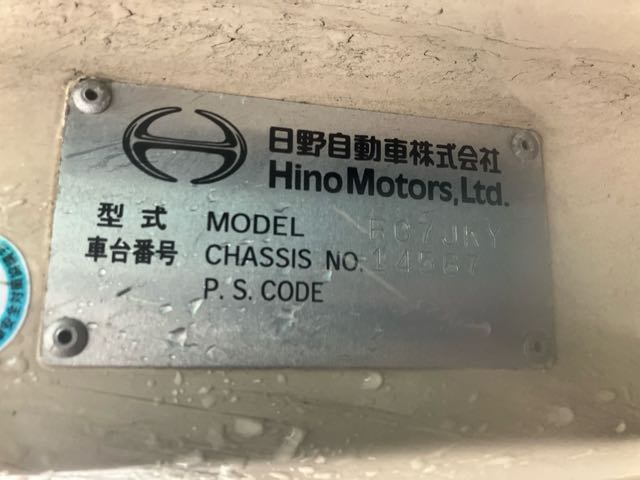 日野自動車株式会社
Hino Motors, Ltd.
型式 MODEL FC7JKY
車台番号 CHASSIS NO. 14567
P. S. CODE